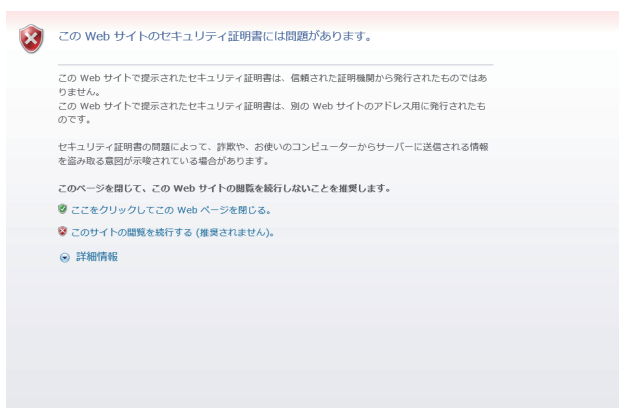 この Web サイトのセキュリティ証明書には問題があります。
この Web サイトで提示されたセキュリティ証明書は、信頼された証明機関から発行されたものではあ
りません。
この Web サイトで提示されたセキュリティ証明書は、別の Web サイトのアドレス用に発行されたも
のです。
セキュリティ証明書の問題によって、詐欺や、お使いのコンピューターからサーバーに送信される情報
を盗み取る意図が示唆されている場合があります。
このページを閉じて、この Web サイトの閲覧を続行しないことを推奨します。
ここをクリックしてこの Web ページを閉じる。
このサイトの閲覧を続行する (推奨されません)。
詳細情報